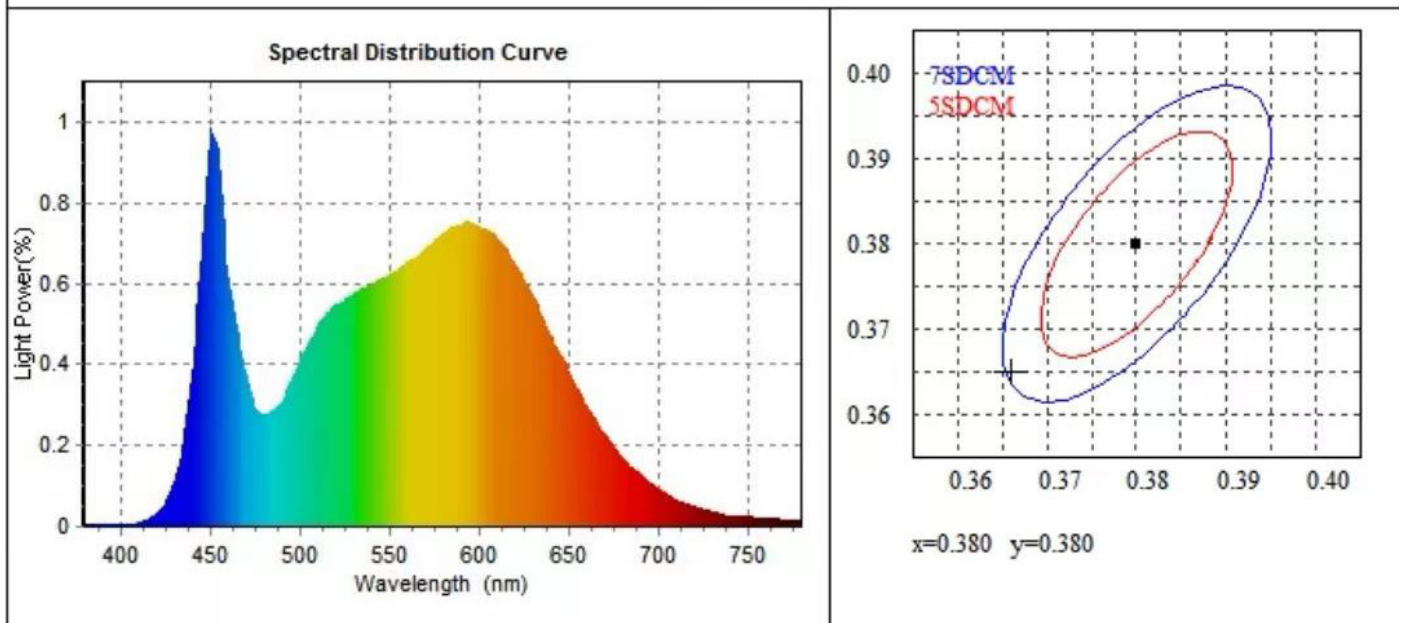 Spectral Distribution Curve
Light Power(%)
1
0.8
0.6
0.4
0.2
0
400 450 500 550 600 650 700 750
Wavelength (nm)
7SDCM
5SDCM
0.40
0.39
0.38
0.37
0.36
0.36 0.37 0.38 0.39 0.40
x=0.380 y=0.380